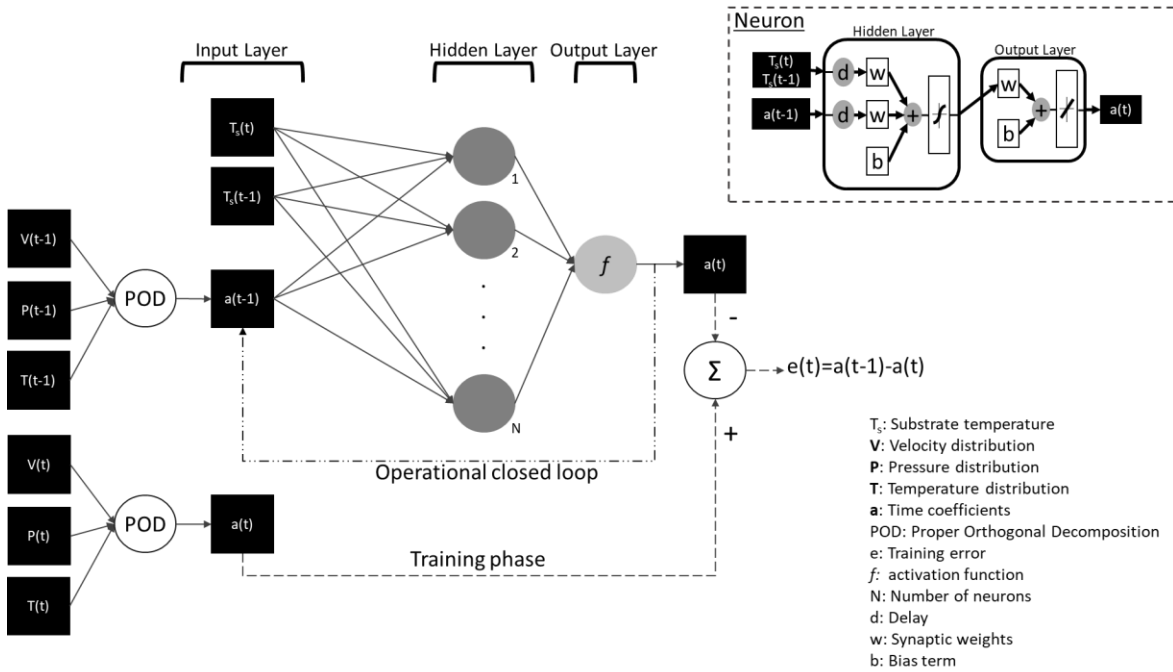 Input Layer
Hidden Layer
Output Layer
Neuron
Hidden Layer
Output Layer
Tₛ(t)
Tₛ(t-1)
a(t-1)
d
w
d
w
b
+
w
b
+
a(t)
Tₛ(t)
Tₛ(t-1)
1
2
N
f
a(t)
V(t-1)
P(t-1)
T(t-1)
POD
a(t-1)
-
Σ
e(t)=a(t-1)-a(t)
+
Operational closed loop
V(t)
P(t)
T(t)
POD
a(t)
Training phase
Tₛ: Substrate temperature
V: Velocity distribution
P: Pressure distribution
T: Temperature distribution
a: Time coefficients
POD: Proper Orthogonal Decomposition
e: Training error
f: activation function
N: Number of neurons
d: Delay
w: Synaptic weights
b: Bias term